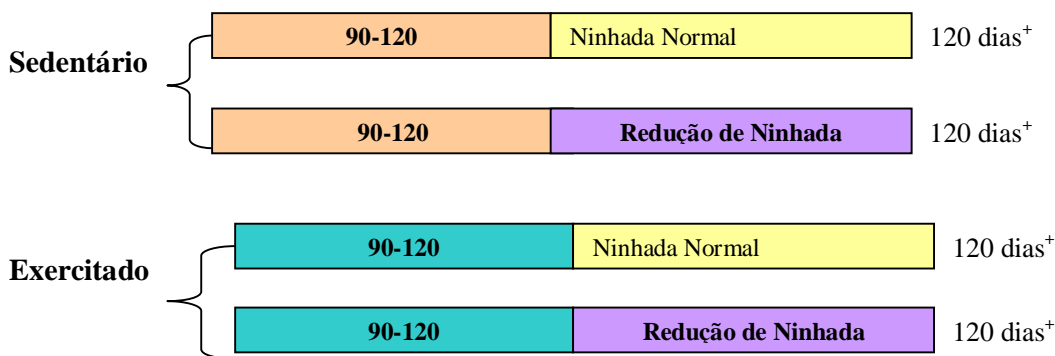 90-120 Ninhada Normal 120 dias+
Sedentário
90-120 Redução de Ninhada 120 dias+
90-120 Ninhada Normal 120 dias+
Exercitado
90-120 Redução de Ninhada 120 dias+